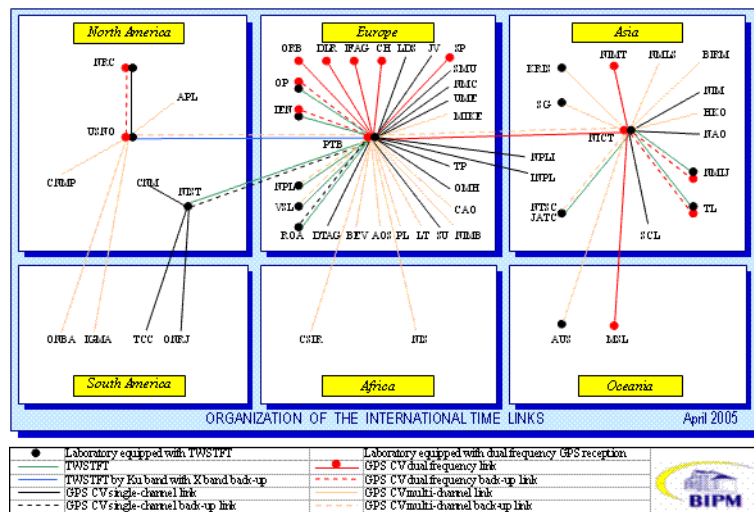 North America
Europe
Asia
ORB DLR IFAG CH LDS JV SP
NRC
OP
SMU
NMC
UME
MIKE
IEN
KRIS
NIMT
NMLS
BIRM
SG
NIM
HKO
NAO
APL
USNO
PTB
NICT
CNMP
CNM
NIST
NPL
VSL
ROA
DTAG BEV AOS PL LT SU NIMB
TP
OMH
CAO
NPLI
INPL
NTSC
JATC
NMIJ
TL
SCL
ONBA IGMA TCC ONRJ
CSIR NIS
AUS MSL
South America
Africa
Oceania
ORGANIZATION OF THE INTERNATIONAL TIME LINKS April 2005
Laboratory equipped with TWSTFT
Laboratory equipped with dual frequency GPS reception
TWSTFT
GPS CV dual frequency link
TWSTFT by Ku band with X band back-up
GPS CV dual frequency back-up link
GPS CV single-channel link
GPS CV multi-channel link
GPS CV single-channel back-up link
GPS CV multi-channel back-up link
BIPM